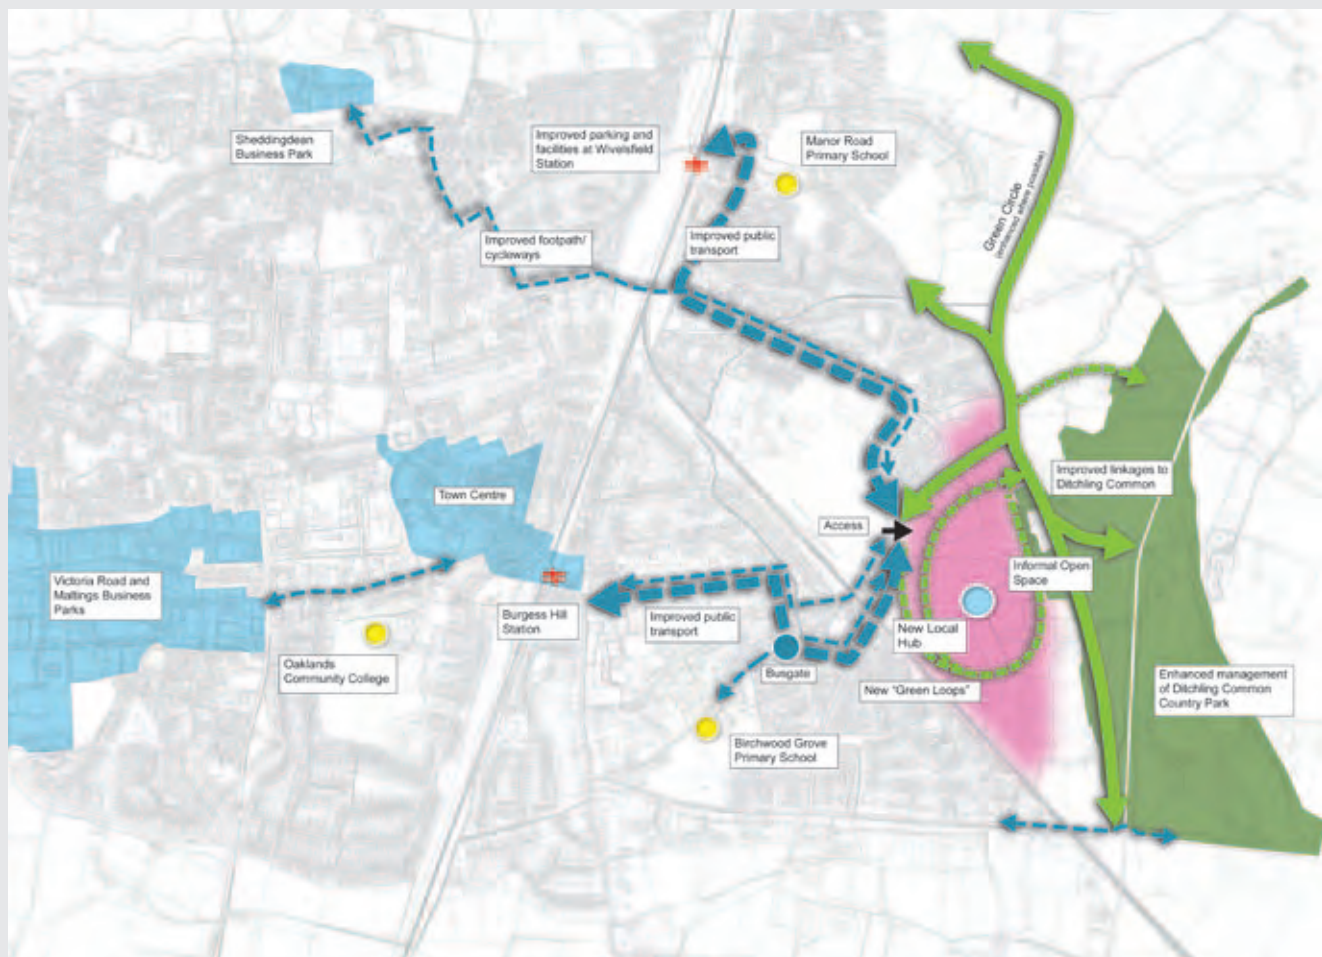 Sheddingdean
Business Park
Improved parking and
facilities at Wivelsfield
Station
Manor Road
Primary School
Green Circle
(enhanced where possible)
Improved footpath/
cycleways
Improved public
transport
Town Centre
Improved linkages to
Ditchling Common
Access
Victoria Road and
Maltings Business
Parks
Informal Open
Space
Burgess Hill
Station
Improved public
transport
New Local
Hub
Oaklands
Community College
Busgate
New "Green Loops"
Enhanced management
of Ditchling Common
Country Park
Birchwood Grove
Primary School